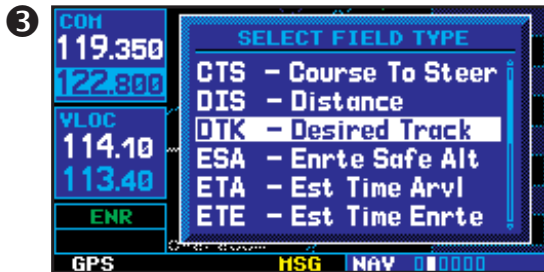 3
COM
119.350
122.800
VLOC
114.10
113.40
ENR
GPS
SELECT FIELD TYPE
CTS - Course To Steer
DIS - Distance
DTK - Desired Track
ESA - Enrte Safe Alt
ETA - Est Time Arvl
ETE - Est Time Enrte
MSG NAV